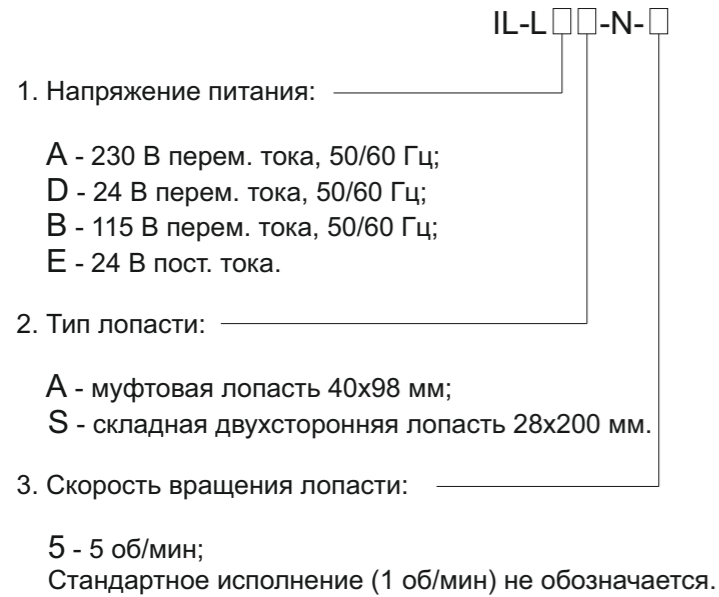 IL-L□□-N-□
1. Напряжение питания:
A - 230 В перем. тока, 50/60 Гц;
D - 24 В перем. тока, 50/60 Гц;
B - 115 В перем. тока, 50/60 Гц;
E - 24 В пост. тока.
2. Тип лопасти:
A - муфтовая лопасть 40х98 мм;
S - складная двухсторонняя лопасть 28х200 мм.
3. Скорость вращения лопасти:
5 - 5 об/мин;
Стандартное исполнение (1 об/мин) не обозначается.